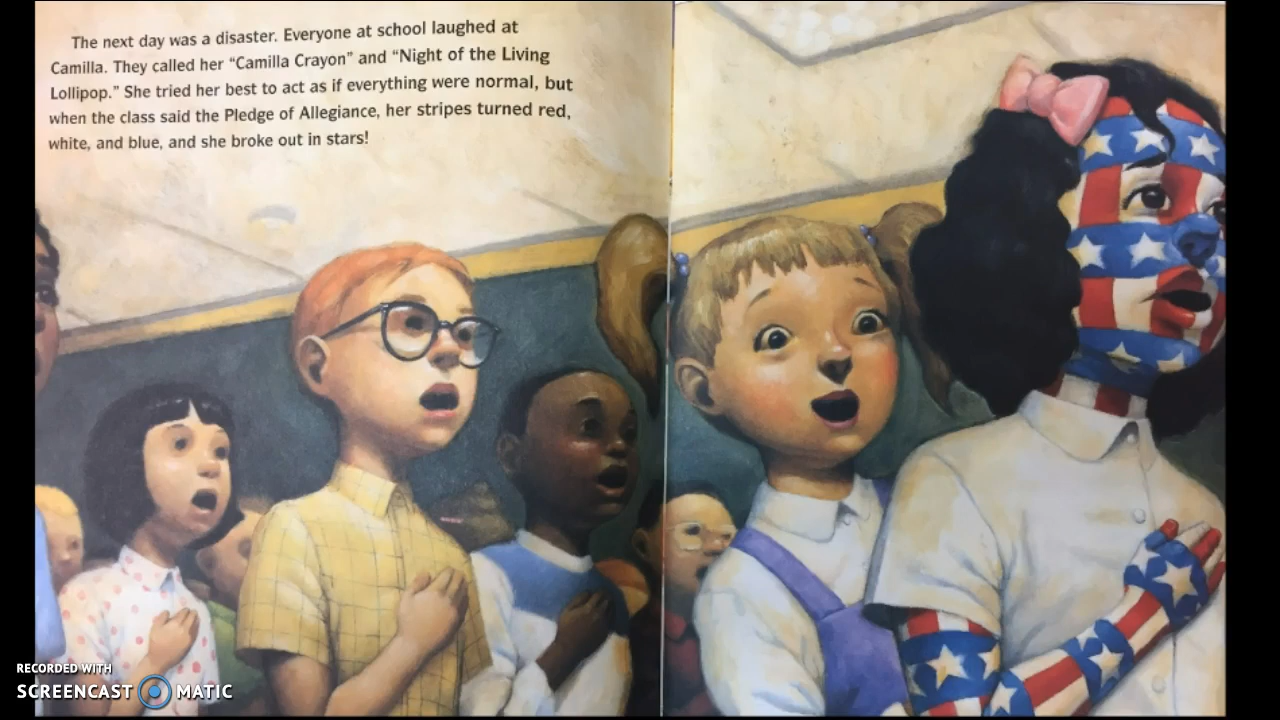 The next day was a disaster. Everyone at school laughed at
Camilla. They called her “Camilla Crayon” and “Night of the Living
Lollipop.” She tried her best to act as if everything were normal, but
when the class said the Pledge of Allegiance, her stripes turned red,
white, and blue, and she broke out in stars!
RECORDED WITH
SCREENCAST MATIC